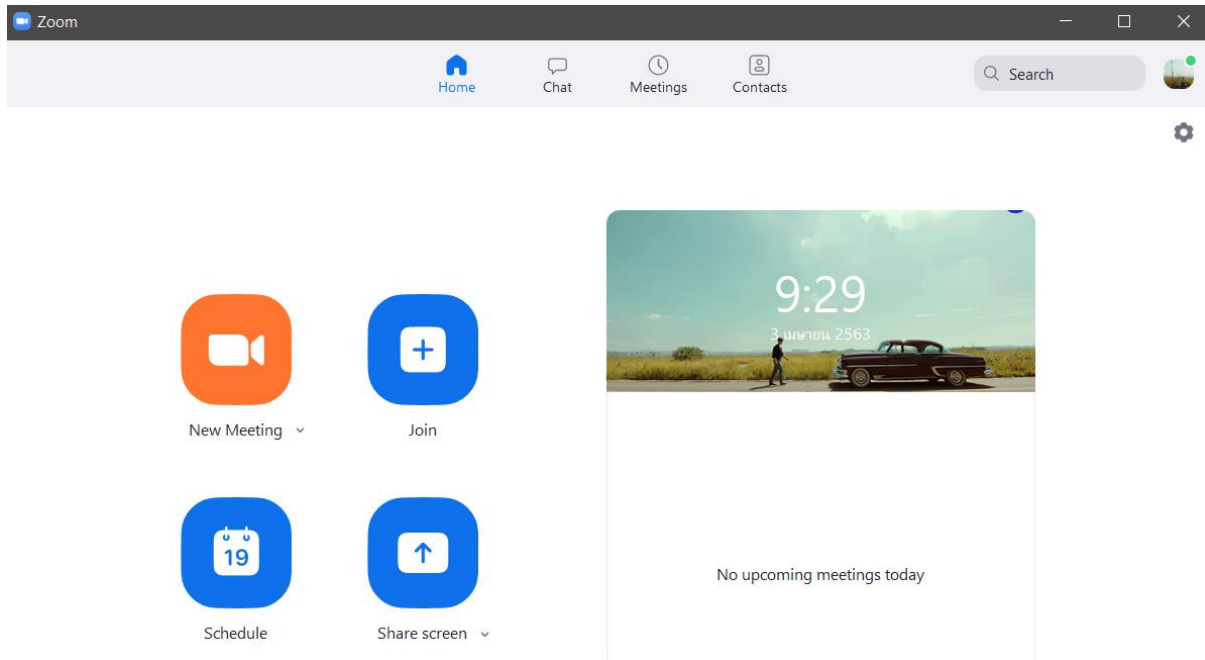 Zoom
Home Chat Meetings Contacts Search
9:29
3 เมษายน 2563
New Meeting Join
19
Schedule Share screen
No upcoming meetings today